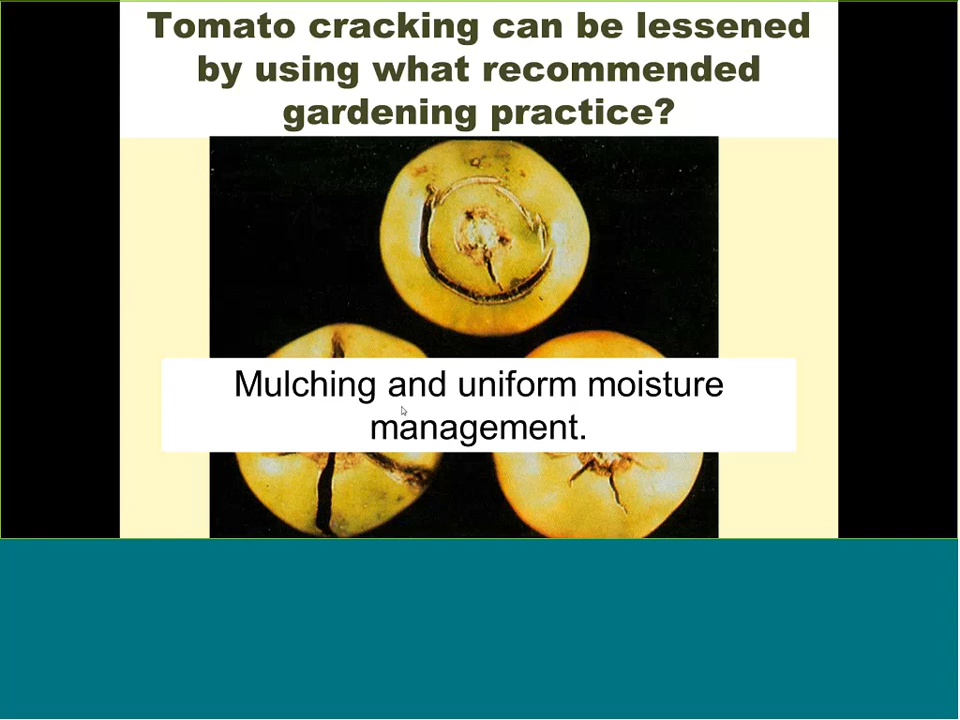 Tomato cracking can be lessened
by using what recommended
gardening practice?
Mulching and uniform moisture
management.